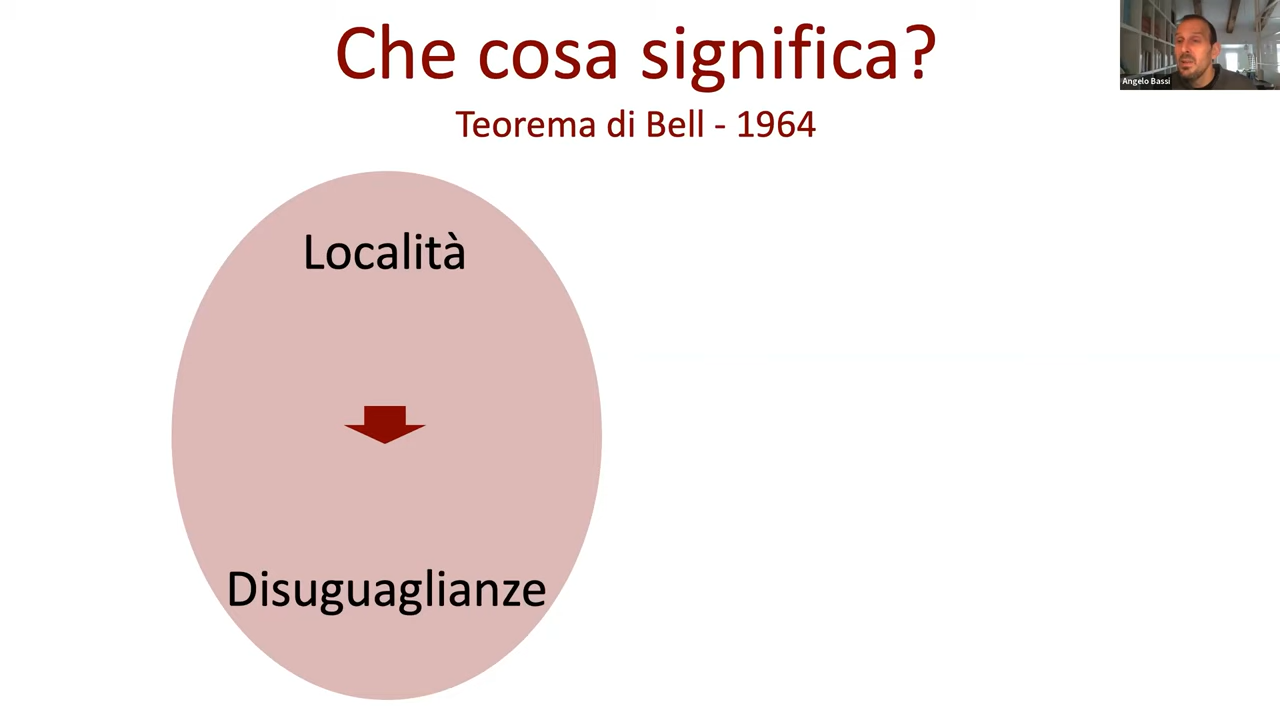 Che cosa significa?
Angelo Bassi
Teorema di Bell - 1964
Località
Disuguaglianze